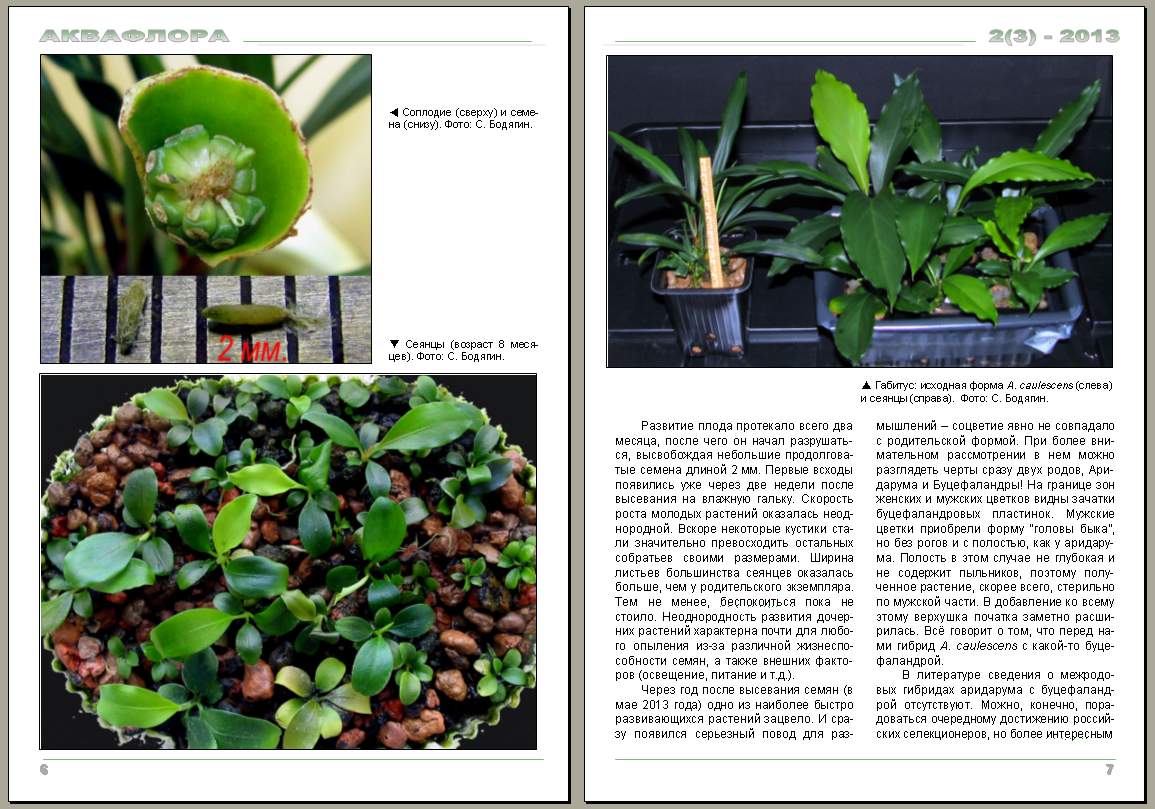 АКВАФЛОРА
◄ Соплодие (сверху) и семе-
на (снизу). Фото: С. Бодягин.
2 мм.
▼ Сеянцы (возраст 8 меся-
цев). Фото: С. Бодягин.
6
2(3) - 2013
▲ Габитус: исходная форма A. caulescens (слева)
и сеянцы (справа). Фото: С. Бодягин.
Развитие плода протекало всего два
месяца, после чего он начал разрушать-
ся, высвобождая небольшие продолгова-
тые семена длиной 2 мм. Первые всходы
появились уже через две недели после
высевания на влажную гальку. Скорость
роста молодых растений оказалась неод-
нородной. Вскоре некоторые кустики ста-
ли значительно превосходить остальных
собратьев своими размерами. Ширина
листьев большинства сеянцев оказалась
больше, чем у родительского экземпляра.
Тем не менее, беспокоиться пока не
стоило. Неоднородность развития дочер-
них растений характерна почти для любо-
го опыления из-за различной жизнеспо-
собности семян, а также внешних факто-
ров (освещение, питание и т.д.).
Через год после высевания семян (в
мае 2013 года) одно из наиболее быстро
развивающихся растений зацвело. И сра-
зу появился серьезный повод для раз-
мышлений – соцветие явно не совпадало
с родительской формой. При более вни-
мательном рассмотрении в нем можно
разглядеть черты сразу двух родов, Ари-
дарума и Буцефаландры! На границе зон
женских и мужских цветков видны зачатки
буцефаландровых пластинок. Мужские
цветки приобрели форму "головы быка",
но без рогов и с полостью, как у аридару-
ма. Полость в этом случае не глубокая и
не содержит пыльников, поэтому полу-
ченное растение, скорее всего, стерильно
по мужской части. В добавление ко всему
этому верхушка початка заметно расши-
рилась. Всё говорит о том, что перед на-
ми гибрид A. caulescens с какой-то буце-
фаландрой.
В литературе сведения о межродо-
вых гибридах аридарума с буцефаланд-
рой отсутствуют. Можно, конечно, пора-
доваться очередному достижению россий-
ских селекционеров, но более интересным
7